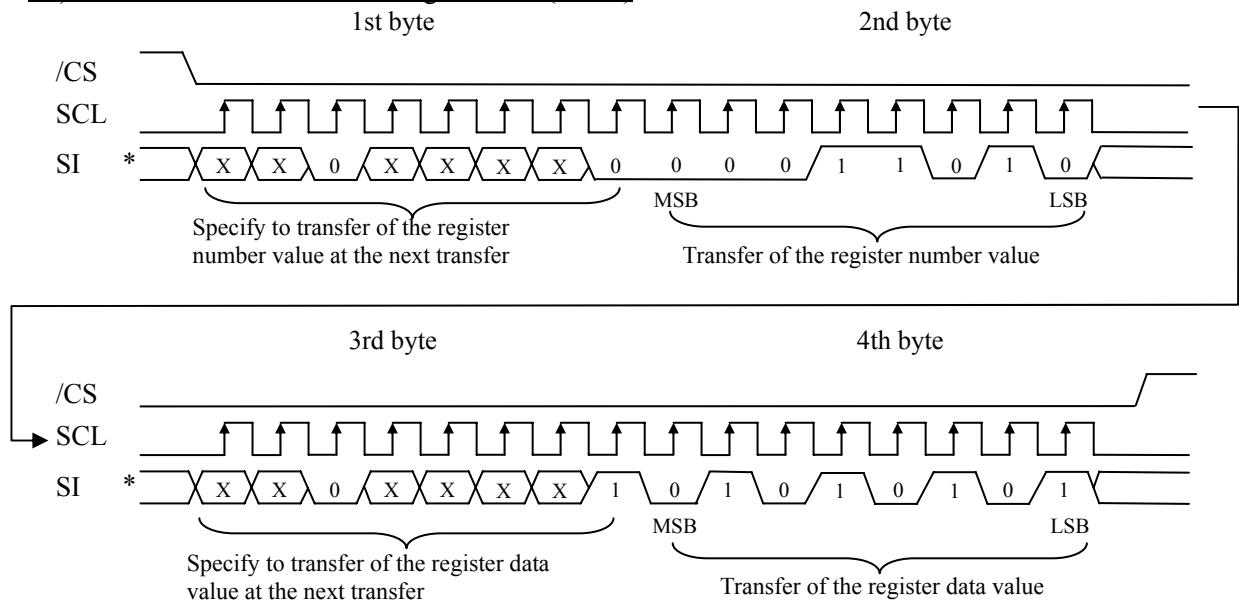 1st byte 2nd byte
/CS
SCL
SI * X X 0 X X X X 0 0 0 0 1 1 0 1 0
MSB LSB
Specify to transfer of the register
number value at the next transfer
Transfer of the register number value
3rd byte 4th byte
/CS
SCL
SI * X X 0 X X X X 1 0 1 0 1 0 1 0 1
MSB LSB
Specify to transfer of the register data
value at the next transfer
Transfer of the register data value